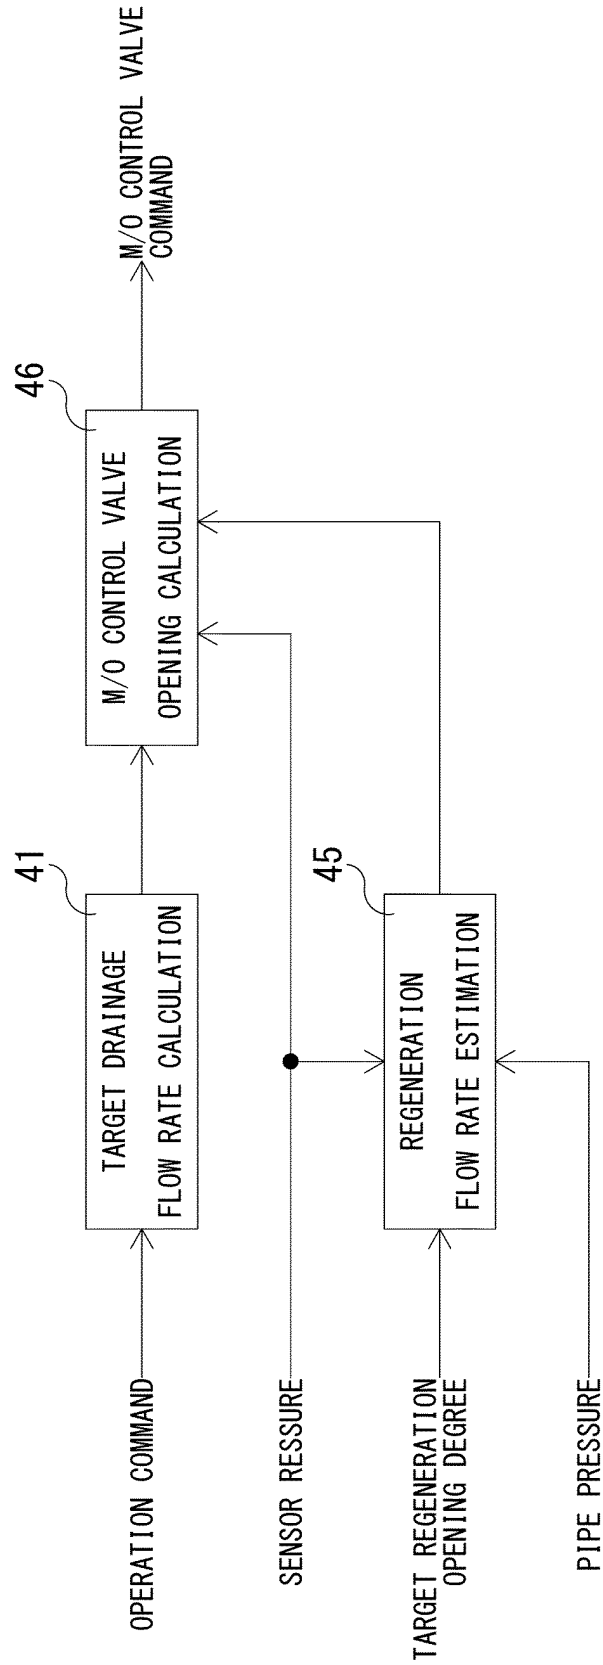 OPERATION COMMAND
41
TARGET DRAINAGE
FLOW RATE CALCULATION
46
M/O CONTROL VALVE
OPENING CALCULATION
M/O CONTROL VALVE
COMMAND
SENSOR RESSURE
TARGET REGENERATION
OPENING DEGREE
45
REGENERATION
FLOW RATE ESTIMATION
PIPE PRESSURE